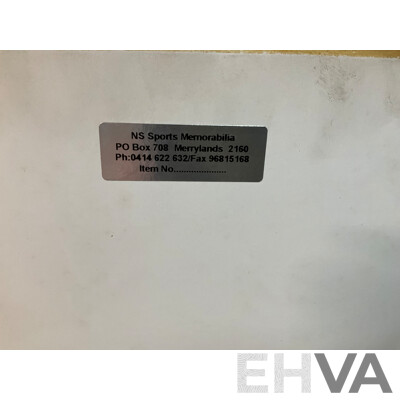 NS Sports Memorabilia
PO Box 708 Merrylands 2160
Ph:0414 622 632/Fax 96815168
Item No.....................
EHVA